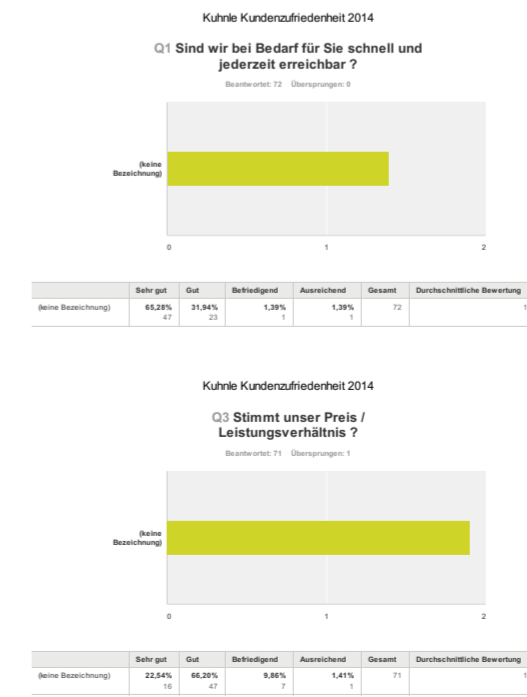 Kuhnle Kundenzufriedenheit 2014
Q1 Sind wir bei Bedarf für Sie schnell und
jederzeit erreichbar ?
Beantwortet: 72 Übersprungen: 0
(keine
Bezeichnung)
0 1 2
Sehr gut Gut Befriedigend Ausreichend Gesamt Durchschnittliche Bewertung
(keine Bezeichnung) 65,28% 31,94% 1,39% 1,39% 72 1
47 23 1 1
Kuhnle Kundenzufriedenheit 2014
Q3 Stimmt unser Preis /
Leistungsverhältnis ?
Beantwortet: 71 Übersprungen: 1
(keine
Bezeichnung)
0 1 2
Sehr gut Gut Befriedigend Ausreichend Gesamt Durchschnittliche Bewertung
(keine Bezeichnung) 22,54% 66,20% 9,86% 1,41% 71 1
16 47 7 1